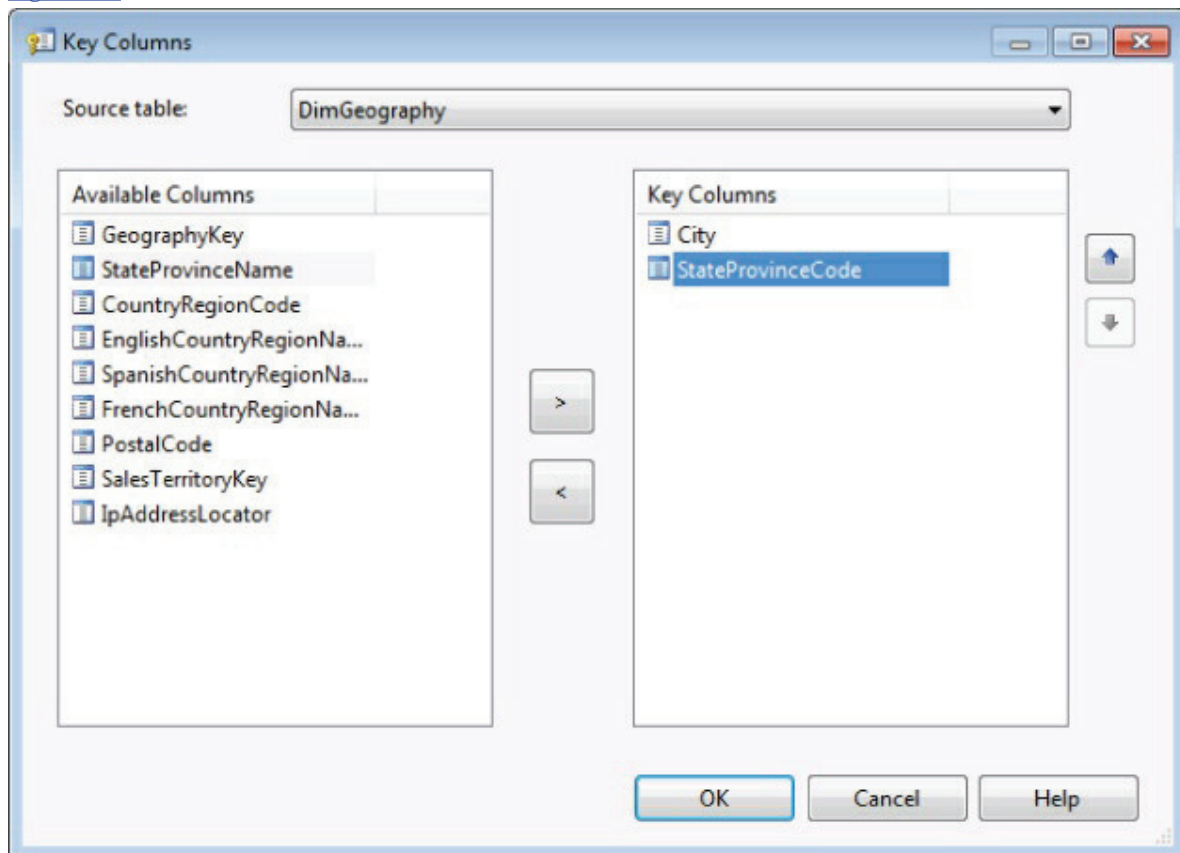 Key Columns
Source table:
DimGeography
Available Columns
GeographyKey
StateProvinceName
CountryRegionCode
EnglishCountryRegionNa...
SpanishCountryRegionNa...
FrenchCountryRegionNa...
PostalCode
SalesTerritoryKey
IpAddressLocator
>
<
Key Columns
City
StateProvinceCode
OK
Cancel
Help